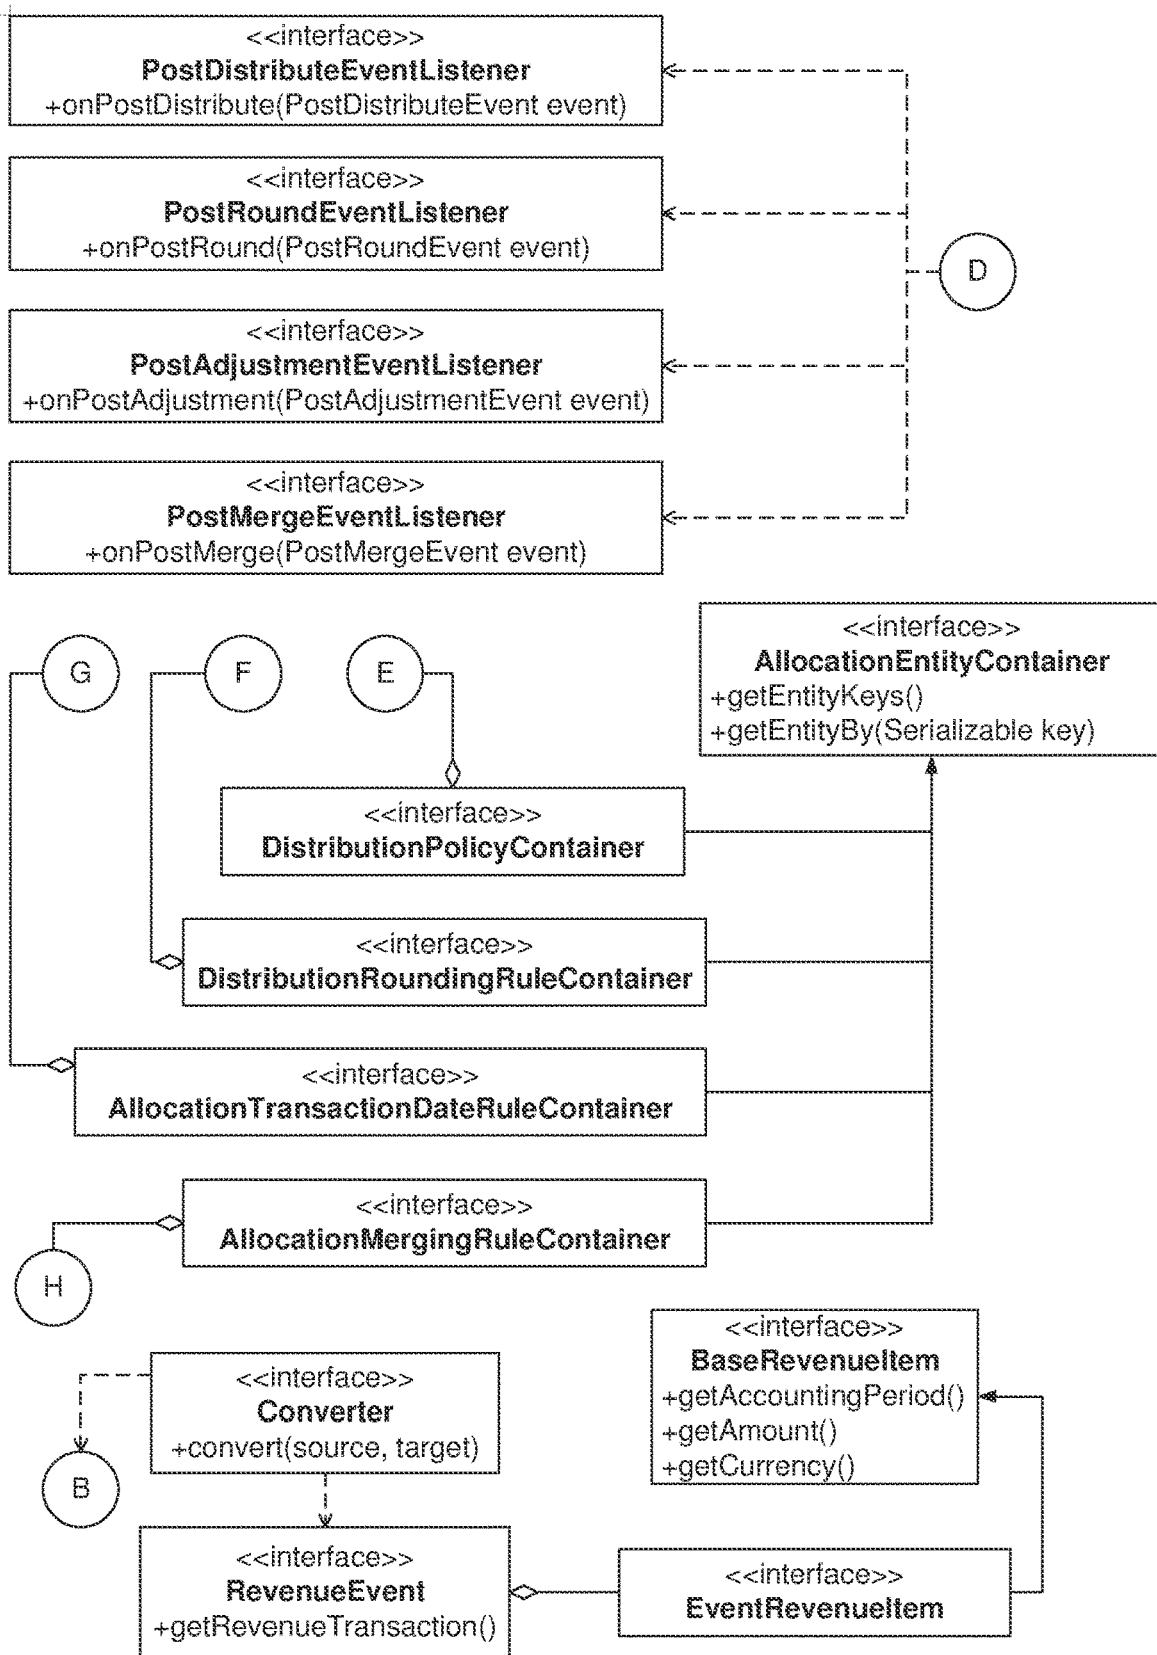 <<interface>>
PostDistributeEventListener
+onPostDistribute(PostDistributeEvent event)
<<interface>>
PostRoundEventListener
+onPostRound(PostRoundEvent event)
D
<<interface>>
PostAdjustmentEventListener
+onPostAdjustment(PostAdjustmentEvent event)
<<interface>>
PostMergeEventListener
+onPostMerge(PostMergeEvent event)
<<interface>>
AllocationEntityContainer
+getEntityKeys()
+getEntityBy(Serializable key)
G
F
E
<<interface>>
DistributionPolicyContainer
<<interface>>
DistributionRoundingRuleContainer
<<interface>>
AllocationTransactionDateRuleContainer
<<interface>>
AllocationMergingRuleContainer
H
<<interface>>
BaseRevenueItem
+getAccountingPeriod()
+getAmount()
+getCurrency()
<<interface>>
Converter
+convert(source, target)
B
<<interface>>
RevenueEvent
+getRevenueTransaction()
<<interface>>
EventRevenueItem